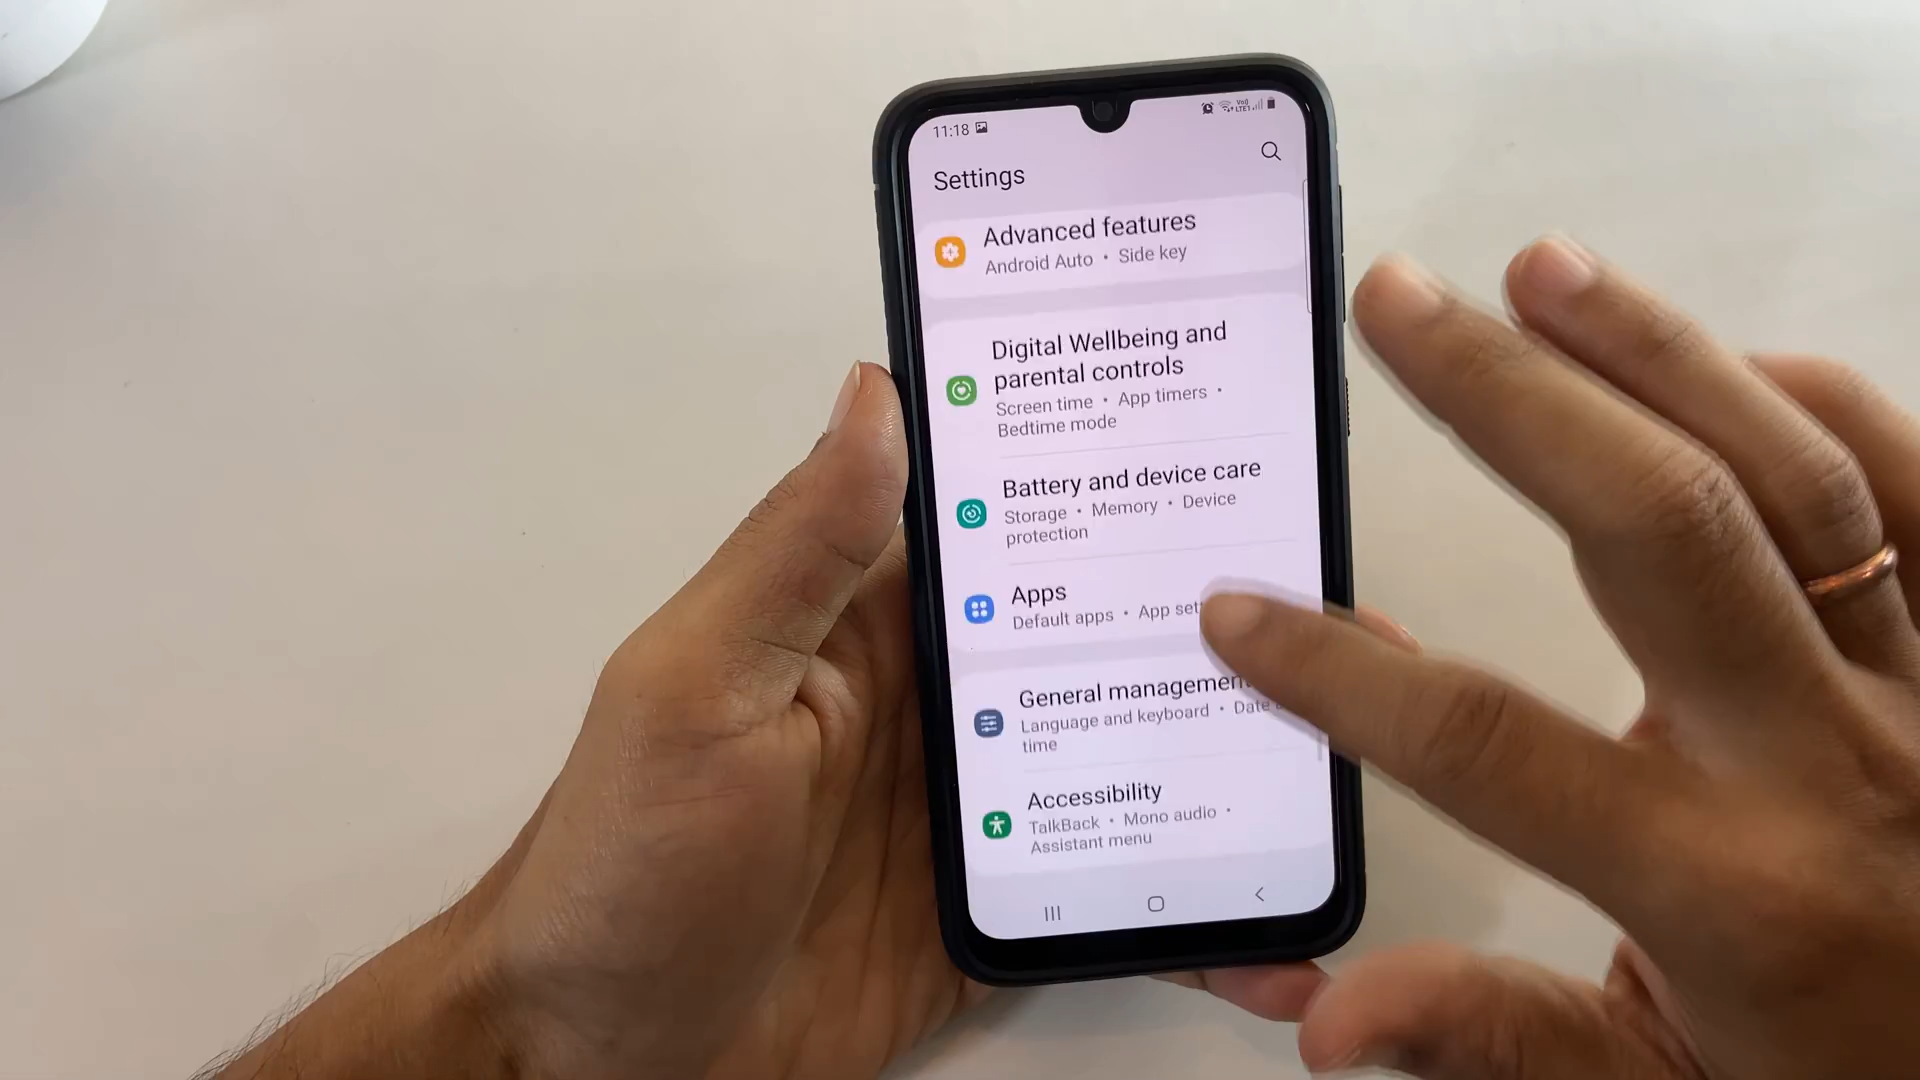 11:18
Settings
Advanced features
Android Auto • Side key
Digital Wellbeing and
parental controls
Screen time • App timers •
Bedtime mode
Battery and device care
Storage • Memory • Device
protection
Apps
Default apps • App
General management
Language and keyboard • Date
time
Accessibility
TalkBack • Mono audio •
Assistant menu